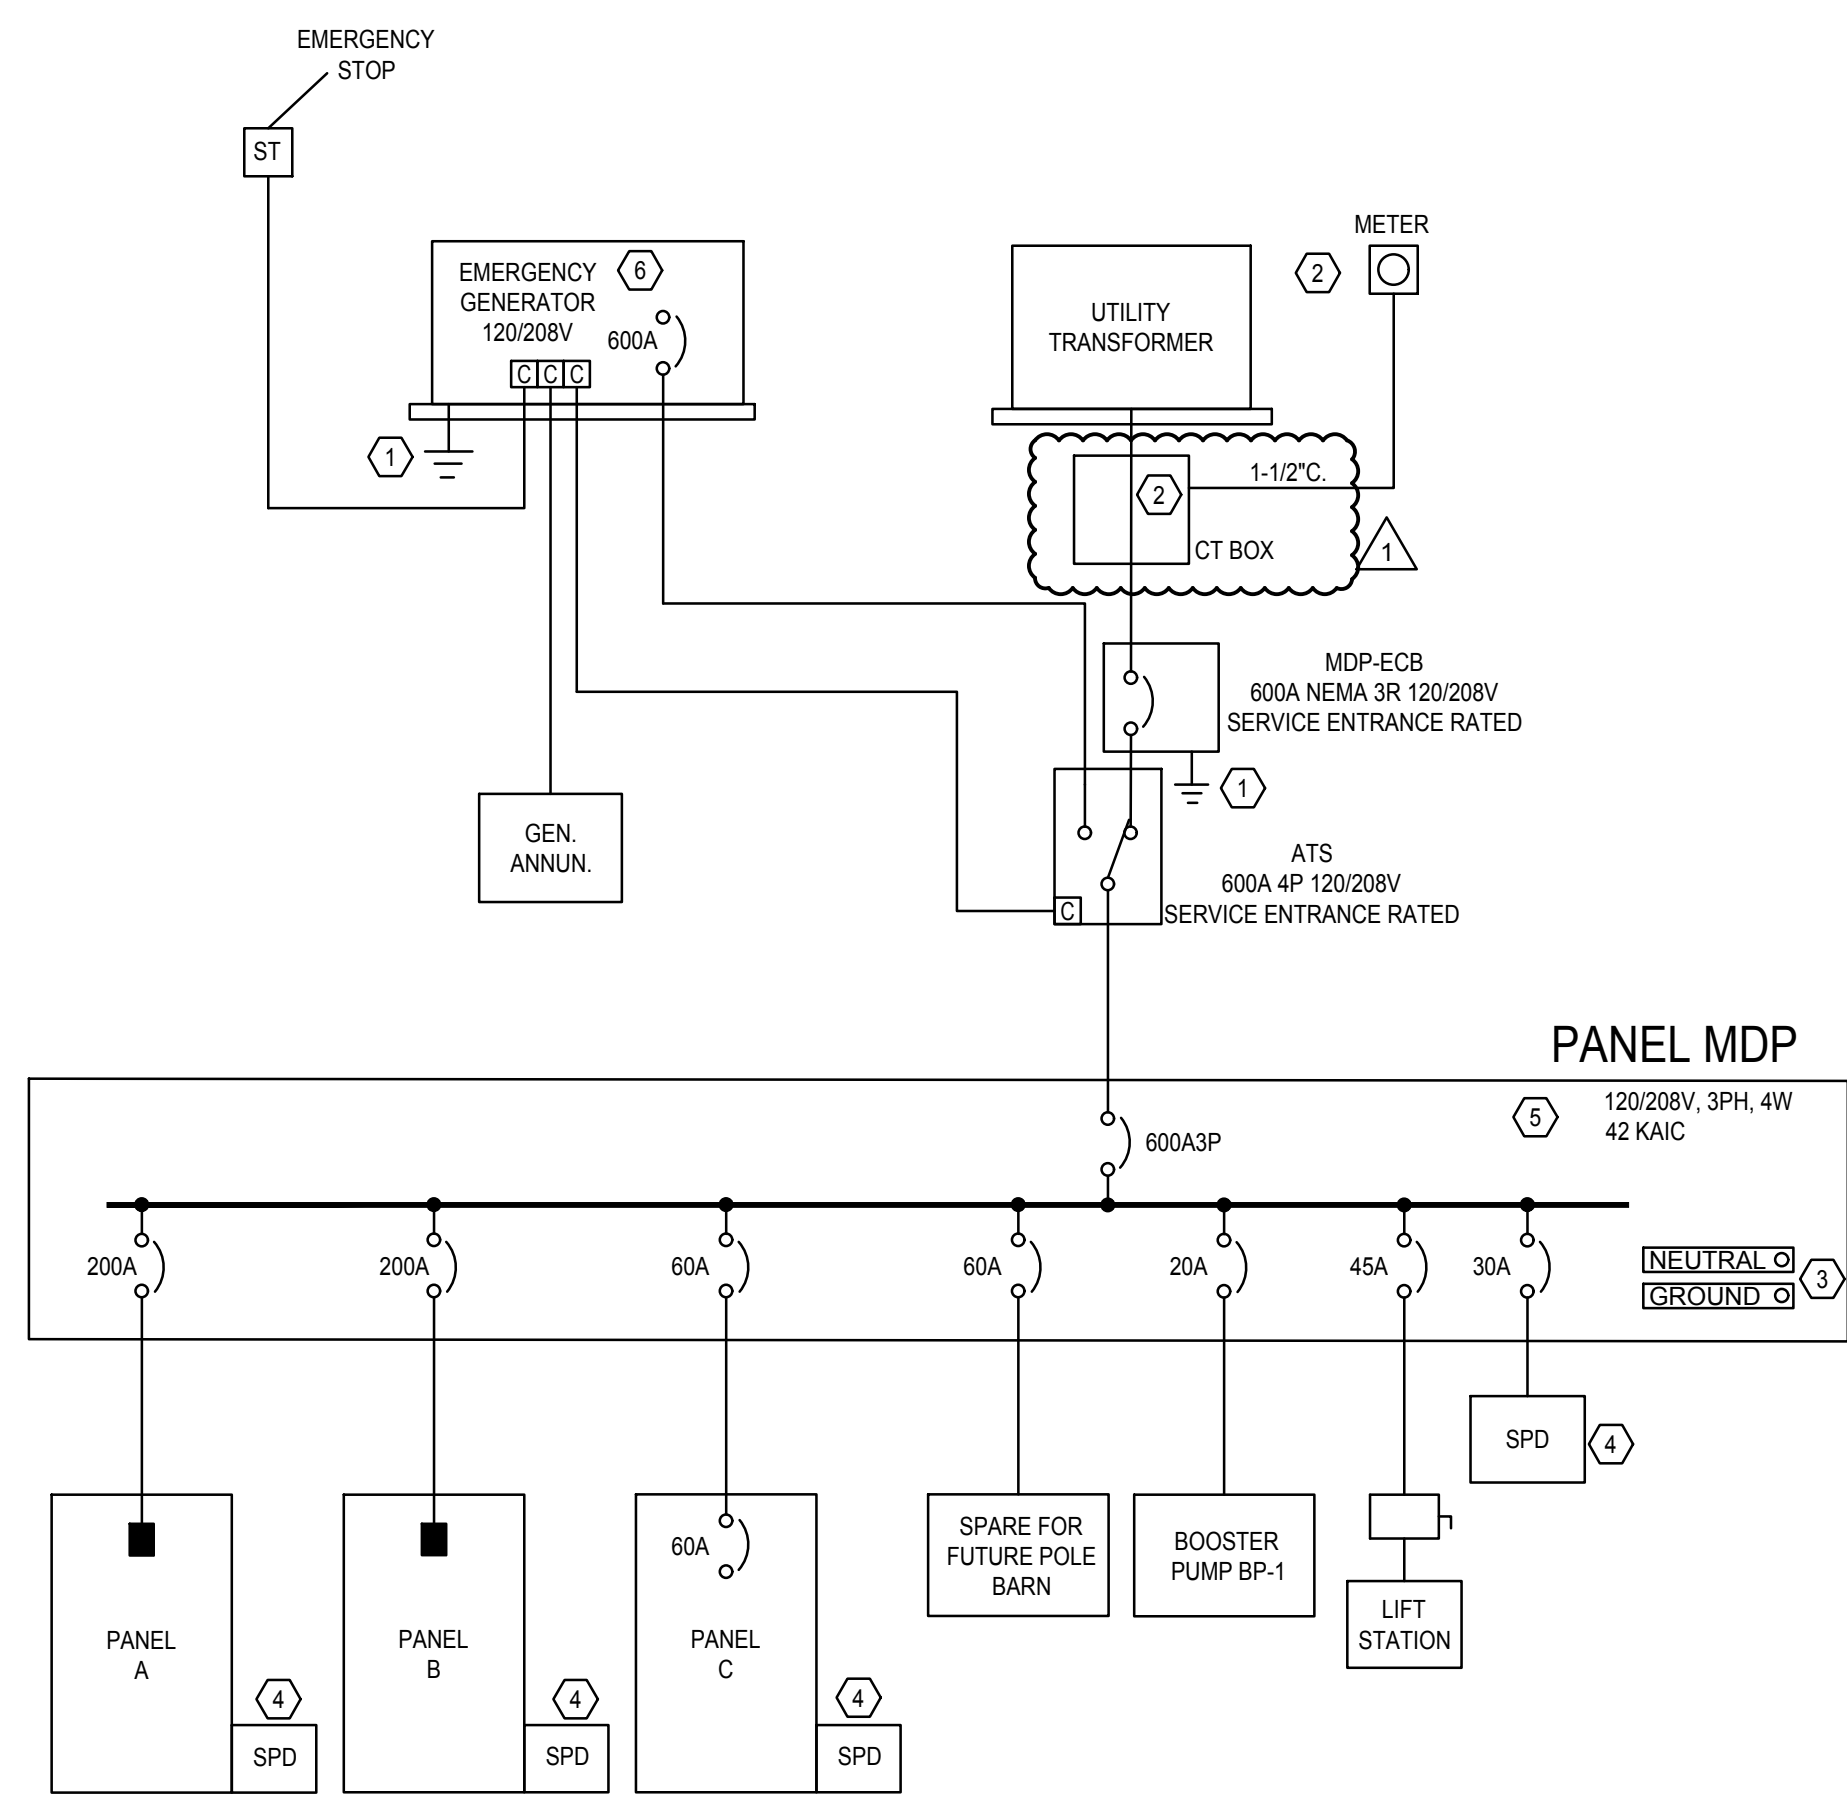 EMERGENCY
STOP
ST
METER
EMERGENCY
GENERATOR
120/208V
6
600A
C C C
1
UTILITY
TRANSFORMER
2
2
1-1/2"C.
CT BOX
1
MDP-ECB
600A NEMA 3R 120/208V
SERVICE ENTRANCE RATED
1
GEN.
ANNUN.
ATS
600A 4P 120/208V
SERVICE ENTRANCE RATED
C
PANEL MDP
120/208V, 3PH, 4W
42 KAIC
5
600A3P
200A
200A
60A
60A
20A
45A
30A
NEUTRAL
GROUND
3
SPD
4
PANEL
A
4
SPD
PANEL
B
4
SPD
60A
PANEL
C
4
SPD
SPARE FOR
FUTURE POLE
BARN
BOOSTER
PUMP BP-1
LIFT
STATION